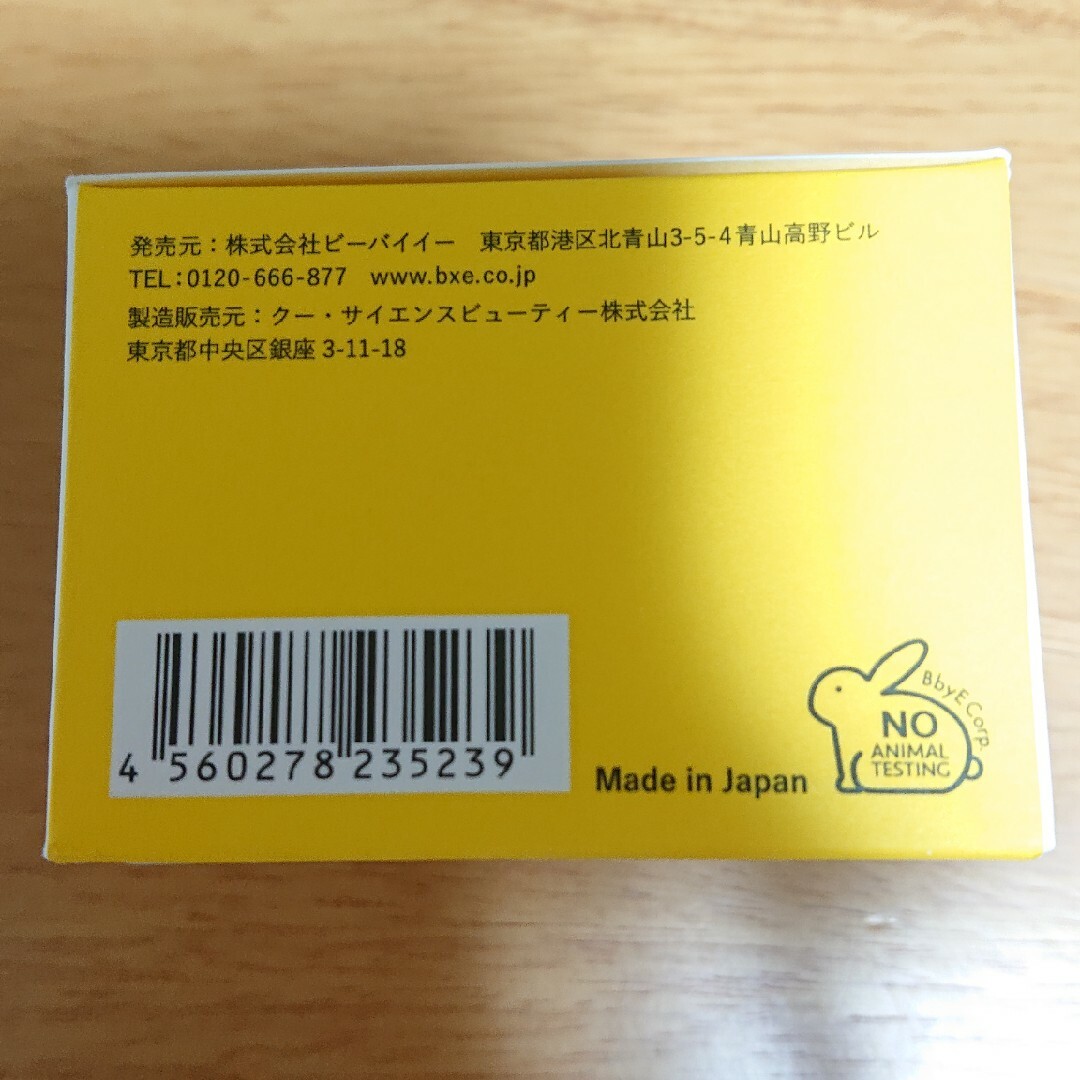 発売元：株式会社ビーバイイー　東京都港区北青山3-5-4青山高野ビル
TEL：0120-666-877　www.bxe.co.jp
製造販売元：クー・サイエンスビューティー株式会社
東京都中央区銀座3-11-18
4 560278 235239
Made in Japan
BbyE Corp.
NO
ANIMAL
TESTING